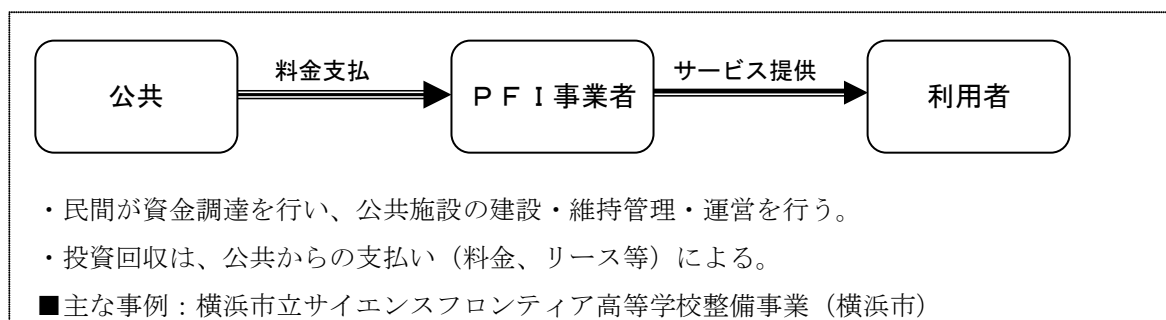 料金支払
サービス提供
公共
ＰＦＩ事業者
利用者
・民間が資金調達を行い、公共施設の建設・維持管理・運営を行う。
・投資回収は、公共からの支払い（料金、リース等）による。
■主な事例：横浜市立サイエンスフロンティア高等学校整備事業（横浜市）